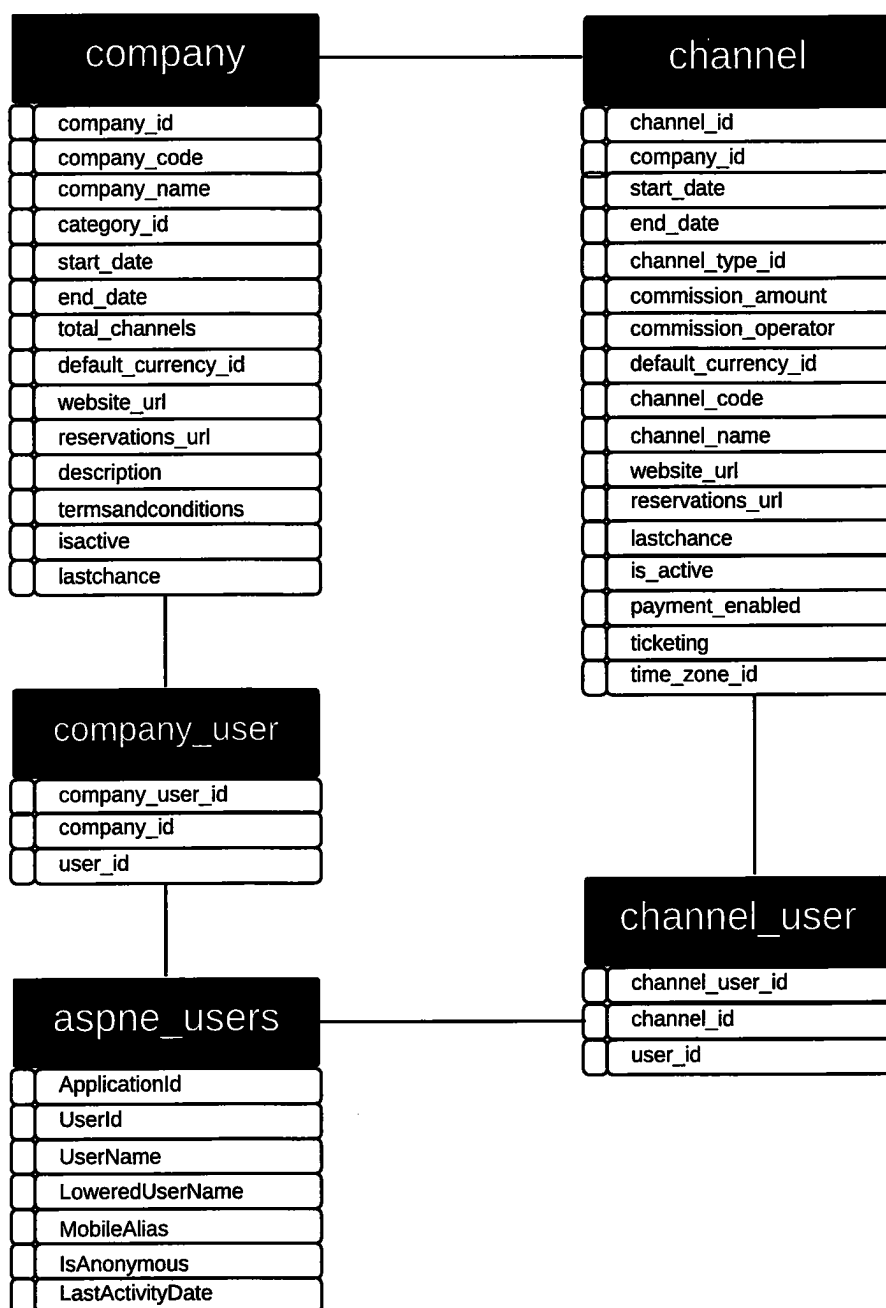 company
company_id
company_code
company_name
category_id
start_date
end_date
total_channels
default_currency_id
website_url
reservations_url
description
termsandconditions
isactive
lastchance
channel
channel_id
company_id
start_date
end_date
channel_type_id
commission_amount
commission_operator
default_currency_id
channel_code
channel_name
website_url
reservations_url
lastchance
is_active
payment_enabled
ticketing
time_zone_id
company_user
company_user_id
company_id
user_id
channel_user
channel_user_id
channel_id
user_id
aspne_users
ApplicationId
UserId
UserName
LoweredUserName
MobileAlias
IsAnonymous
LastActivityDate